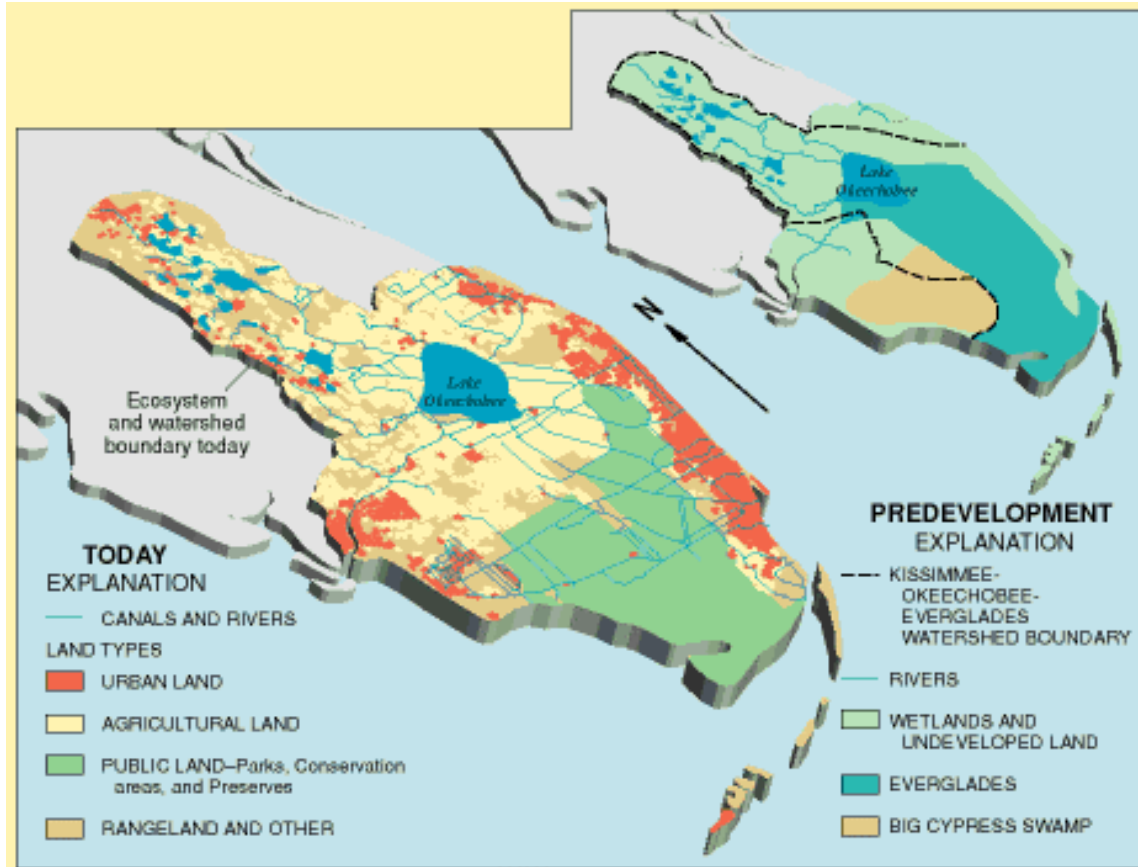 Lake
Okeechobee
N
Lake
Okeechobee
Ecosystem
and watershed
boundary today
TODAY
EXPLANATION
CANALS AND RIVERS
LAND TYPES
URBAN LAND
AGRICULTURAL LAND
PUBLIC LAND–Parks, Conservation
areas, and Preserves
RANGELAND AND OTHER
PREDEVELOPMENT
EXPLANATION
KISSIMMEE-
OKEECHOBEE-
EVERGLADES
WATERSHED BOUNDARY
RIVERS
WETLANDS AND
UNDEVELOPED LAND
EVERGLADES
BIG CYPRESS SWAMP